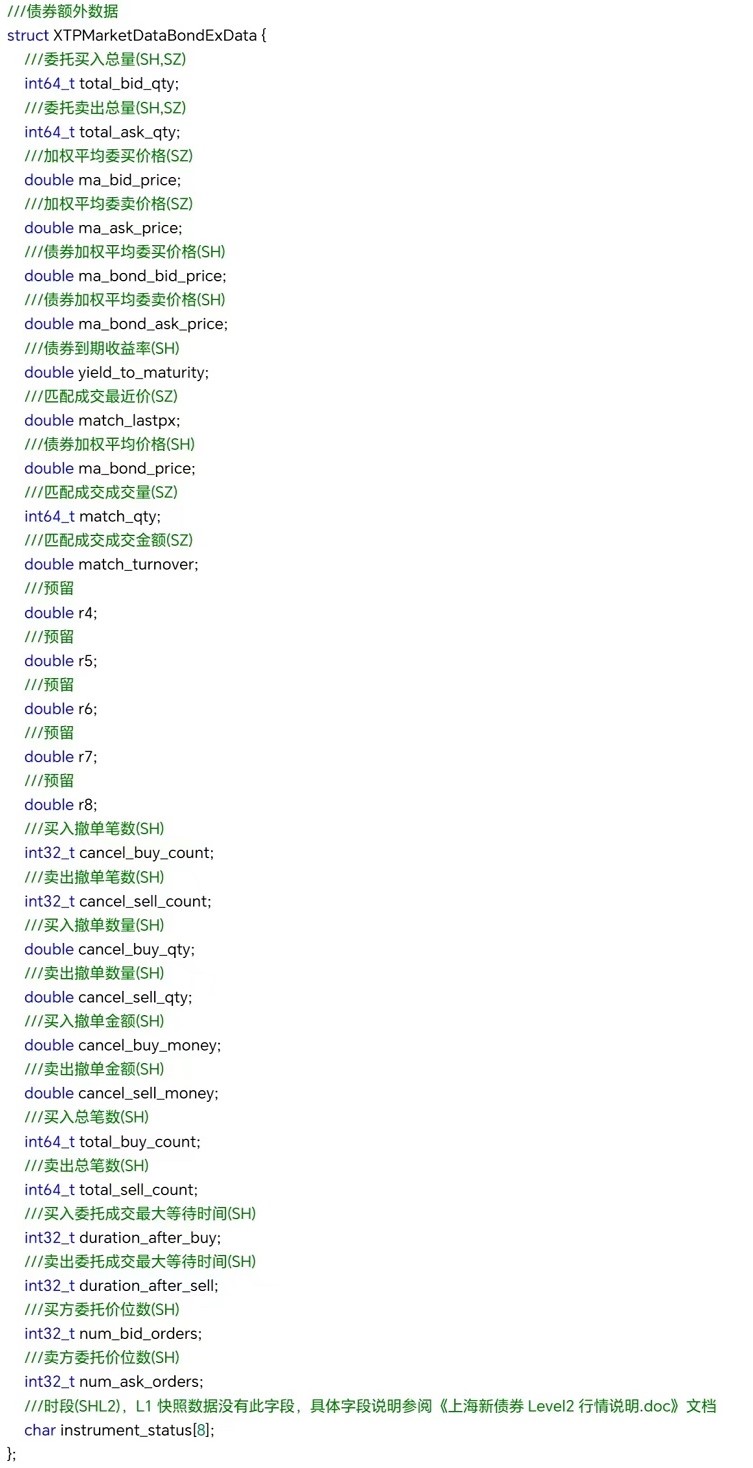 ///债券额外数据
struct XTPMarketDataBondExData {
///委托买入总量(SH,SZ)
int64_t total_bid_qty;
///委托卖出总量(SH,SZ)
int64_t total_ask_qty;
///加权平均委买价格(SZ)
double ma_bid_price;
///加权平均委卖价格(SZ)
double ma_ask_price;
///债券加权平均委买价格(SH)
double ma_bond_bid_price;
///债券加权平均委卖价格(SH)
double ma_bond_ask_price;
///债券到期收益率(SH)
double yield_to_maturity;
///匹配成交最近价(SZ)
double match_lastpx;
///债券加权平均价格(SH)
double ma_bond_price;
///匹配成交成交量(SZ)
int64_t match_qty;
///匹配成交成交金额(SZ)
double match_turnover;
///预留
double r4;
///预留
double r5;
///预留
double r6;
///预留
double r7;
///预留
double r8;
///买入撤单笔数(SH)
int32_t cancel_buy_count;
///卖出撤单笔数(SH)
int32_t cancel_sell_count;
///买入撤单数量(SH)
double cancel_buy_qty;
///卖出撤单数量(SH)
double cancel_sell_qty;
///买入撤单金额(SH)
double cancel_buy_money;
///卖出撤单金额(SH)
double cancel_sell_money;
///买入总笔数(SH)
int64_t total_buy_count;
///卖出总笔数(SH)
int64_t total_sell_count;
///买入委托成交最大等待时间(SH)
int32_t duration_after_buy;
///卖出委托成交最大等待时间(SH)
int32_t duration_after_sell;
///买方委托价位数(SH)
int32_t num_bid_orders;
///卖方委托价位数(SH)
int32_t num_ask_orders;
///时段(SHL2)，L1 快照数据没有此字段，具体字段说明参阅《上海新债券 Level2 行情说明.doc》文档
char instrument_status[8];
};